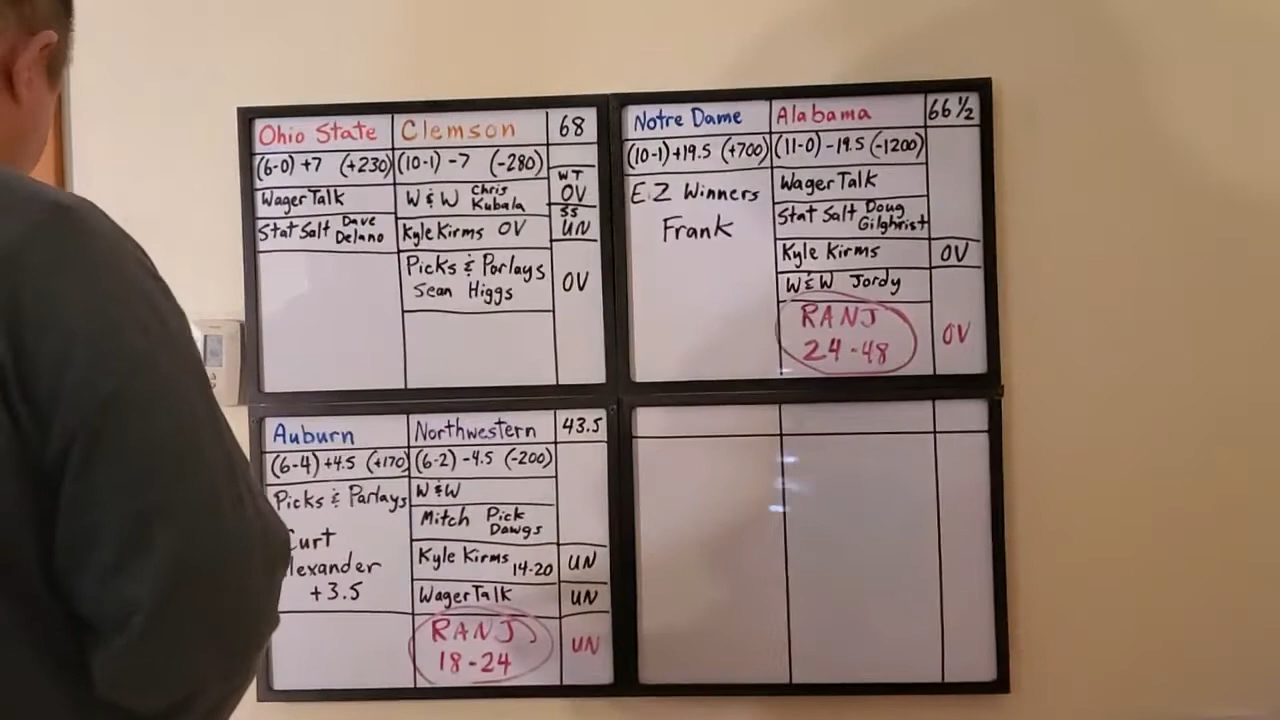 Ohio State Clemson 68
(6-0) +7 (+230) (10-1) -7 (-280)
WagerTalk W & W Chris Kubala WT OV
Stat Salt Dave Delano Kyle Kirms OV SS UN
Picks & Parlays
Sean Higgs OV
Notre Dame Alabama 66 ½
(10-1) +19.5 (+700) (11-0) -19.5 (-1200)
E Z Winners
Frank
WagerTalk
Stat Salt Doug Gilghrist
Kyle Kirms OV
W & W Jordy
RANJ
24-48 OV
Auburn Northwestern 43.5
(6-4) +4.5 (+170) (6-2) -4.5 (-200)
Picks & Parlays
Curt
lexander
+3.5
W & W
Mitch Pick Dawgs
Kyle Kirms 14-20 UN
WagerTalk UN
RANJ
18-24 UN